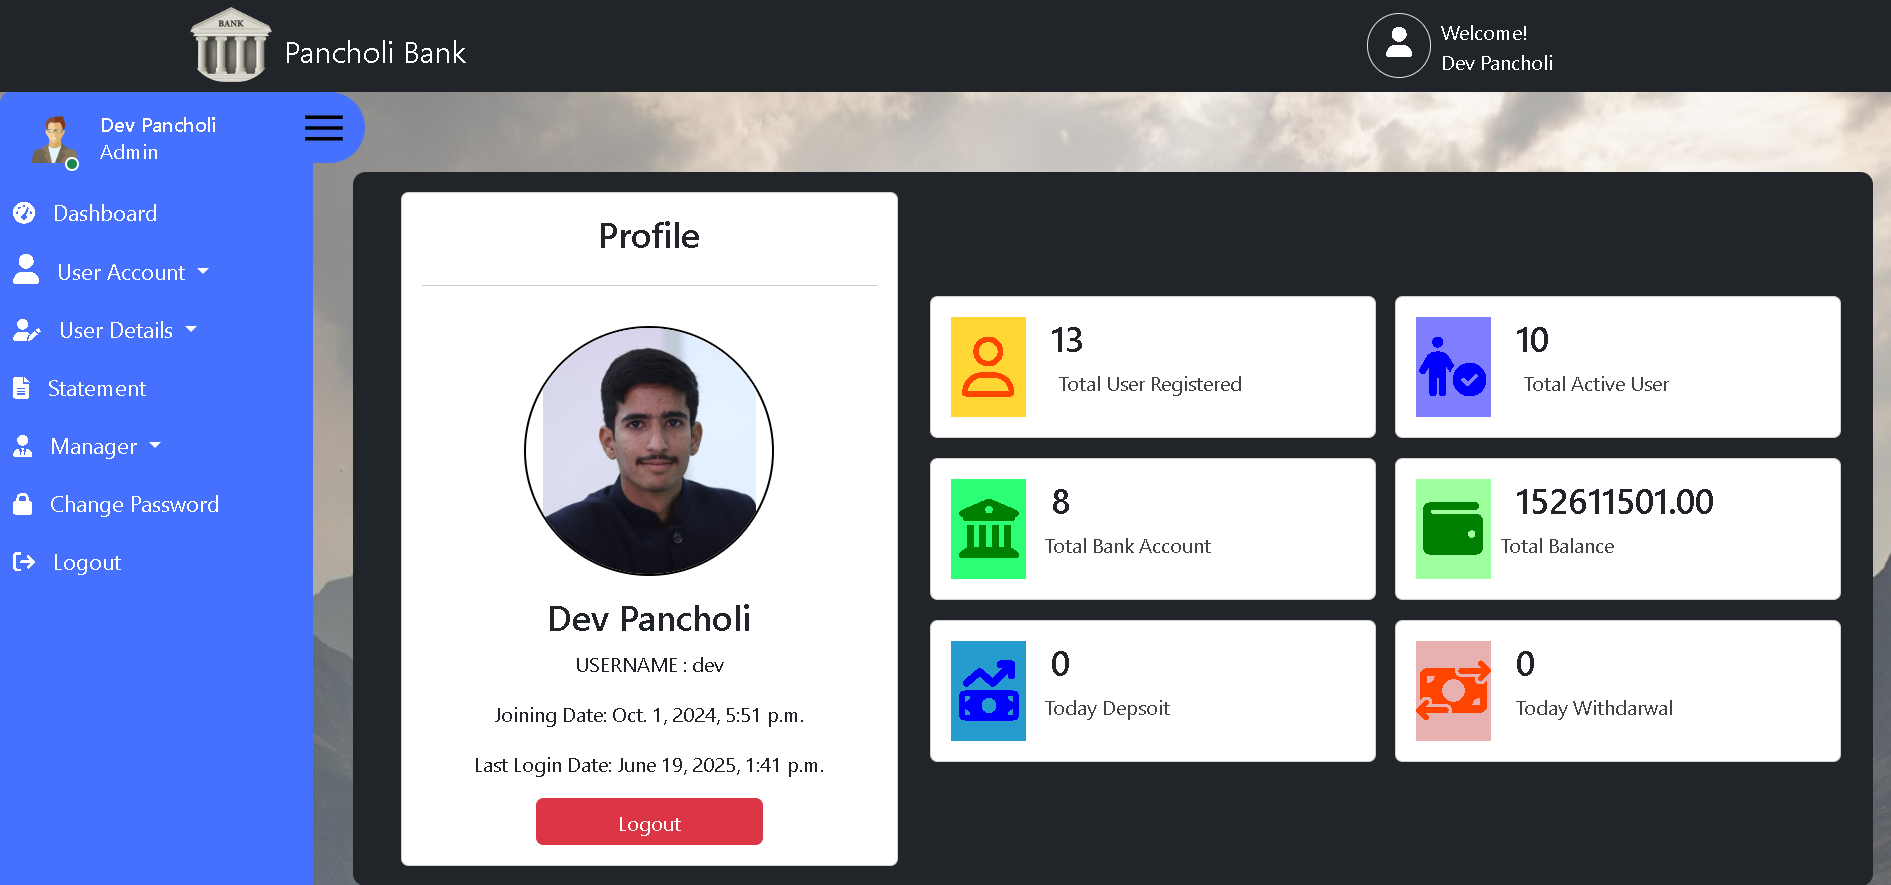 BANK
Pancholi Bank
Welcome!
Dev Pancholi
Dev Pancholi
Admin
Dashboard
User Account
User Details
Statement
Manager
Change Password
Logout
Profile
Dev Pancholi
USERNAME : dev
Joining Date: Oct. 1, 2024, 5:51 p.m.
Last Login Date: June 19, 2025, 1:41 p.m.
Logout
13
Total User Registered
10
Total Active User
8
Total Bank Account
152611501.00
Total Balance
0
Today Depsoit
0
Today Withdarwal